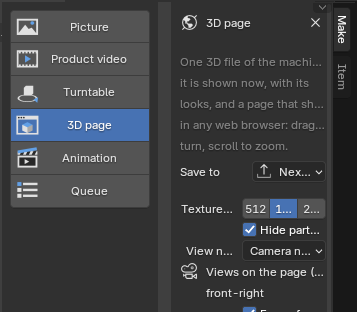 Picture
Product video
Turntable
3D page
Animation
Queue
3D page
One 3D file of the machi...
it is shown now, with its
looks, and a page that sh...
in any web browser: drag...
turn, scroll to zoom.
Save to
Nex...
Texture...
512
1...
2...
Hide part...
View n...
Camera n...
Views on the page (...
front-right
Make
Item